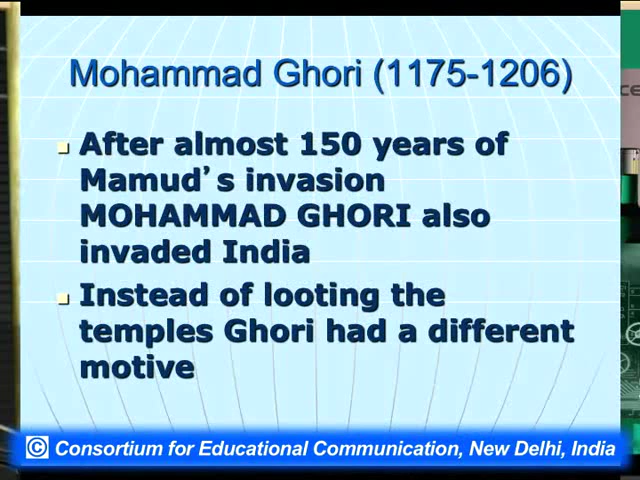 Mohammad Ghori (1175-1206)
After almost 150 years of
Mamud's invasion
MOHAMMAD GHORI also
invaded India
Instead of looting the
temples Ghori had a different
motive
© Consortium for Educational Communication, New Delhi, India